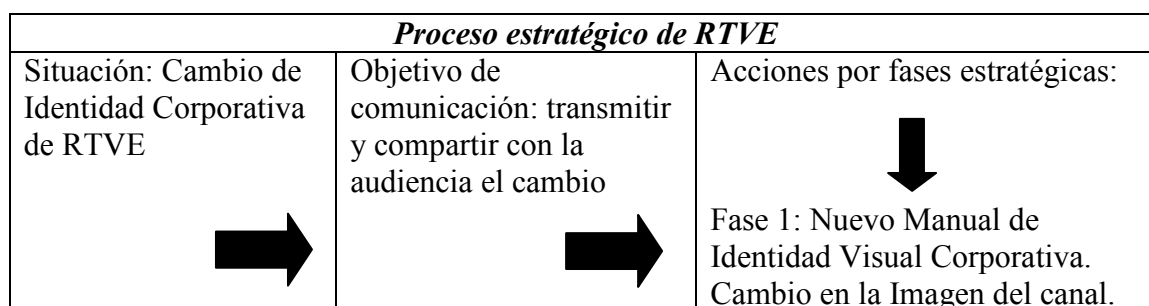 Proceso estratégico de RTVE
Situación: Cambio de
Identidad Corporativa
de RTVE
Objetivo de
comunicación: transmitir
y compartir con la
audiencia el cambio
Acciones por fases estratégicas:
Fase 1: Nuevo Manual de
Identidad Visual Corporativa.
Cambio en la Imagen del canal.